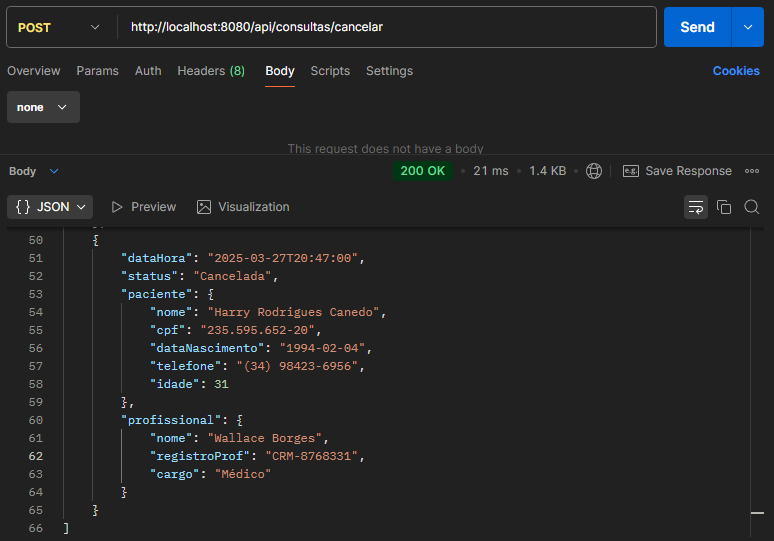 POST http://localhost:8080/api/consultas/cancelar Send
Overview Params Auth Headers (8) Body Scripts Settings Cookies
none
This request does not have a body
Body 200 OK • 21 ms • 1.4 KB e.g. Save Response
{} JSON Preview Visualization
50 {
51 "dataHora": "2025-03-27T20:47:00",
52 "status": "Cancelada",
53 "paciente": {
54 "nome": "Harry Rodrigues Canedo",
55 "cpf": "235.595.652-20",
56 "dataNascimento": "1994-02-04",
57 "telefone": "(34) 98423-6956",
58 "idade": 31
59 },
60 "profissional": {
61 "nome": "Wallace Borges",
62 "registroProf": "CRM-8768331",
63 "cargo": "Médico"
64 }
65 }
66 ]